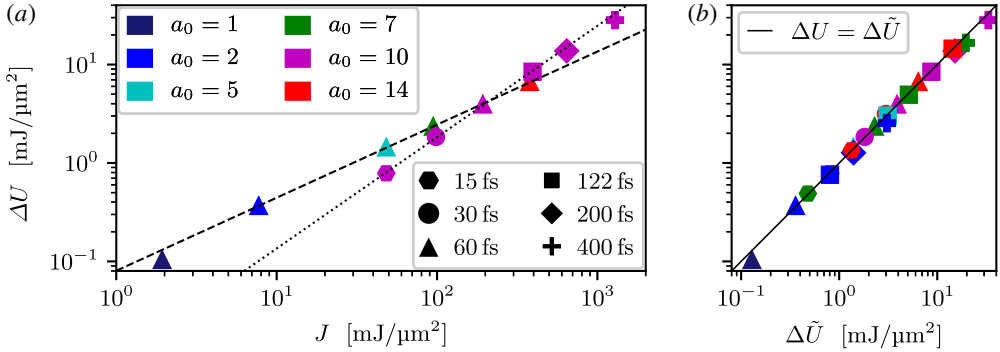 (a)
a₀ = 1
a₀ = 2
a₀ = 5
a₀ = 7
a₀ = 10
a₀ = 14
15 fs
30 fs
60 fs
122 fs
200 fs
400 fs
ΔU [mJ/µm²]
10¹
10⁰
10⁻¹
10⁰ 10¹ 10² 10³
J [mJ/µm²]
(b)
ΔU = ΔŨ
10⁻¹ 10⁰ 10¹
ΔŨ [mJ/µm²]